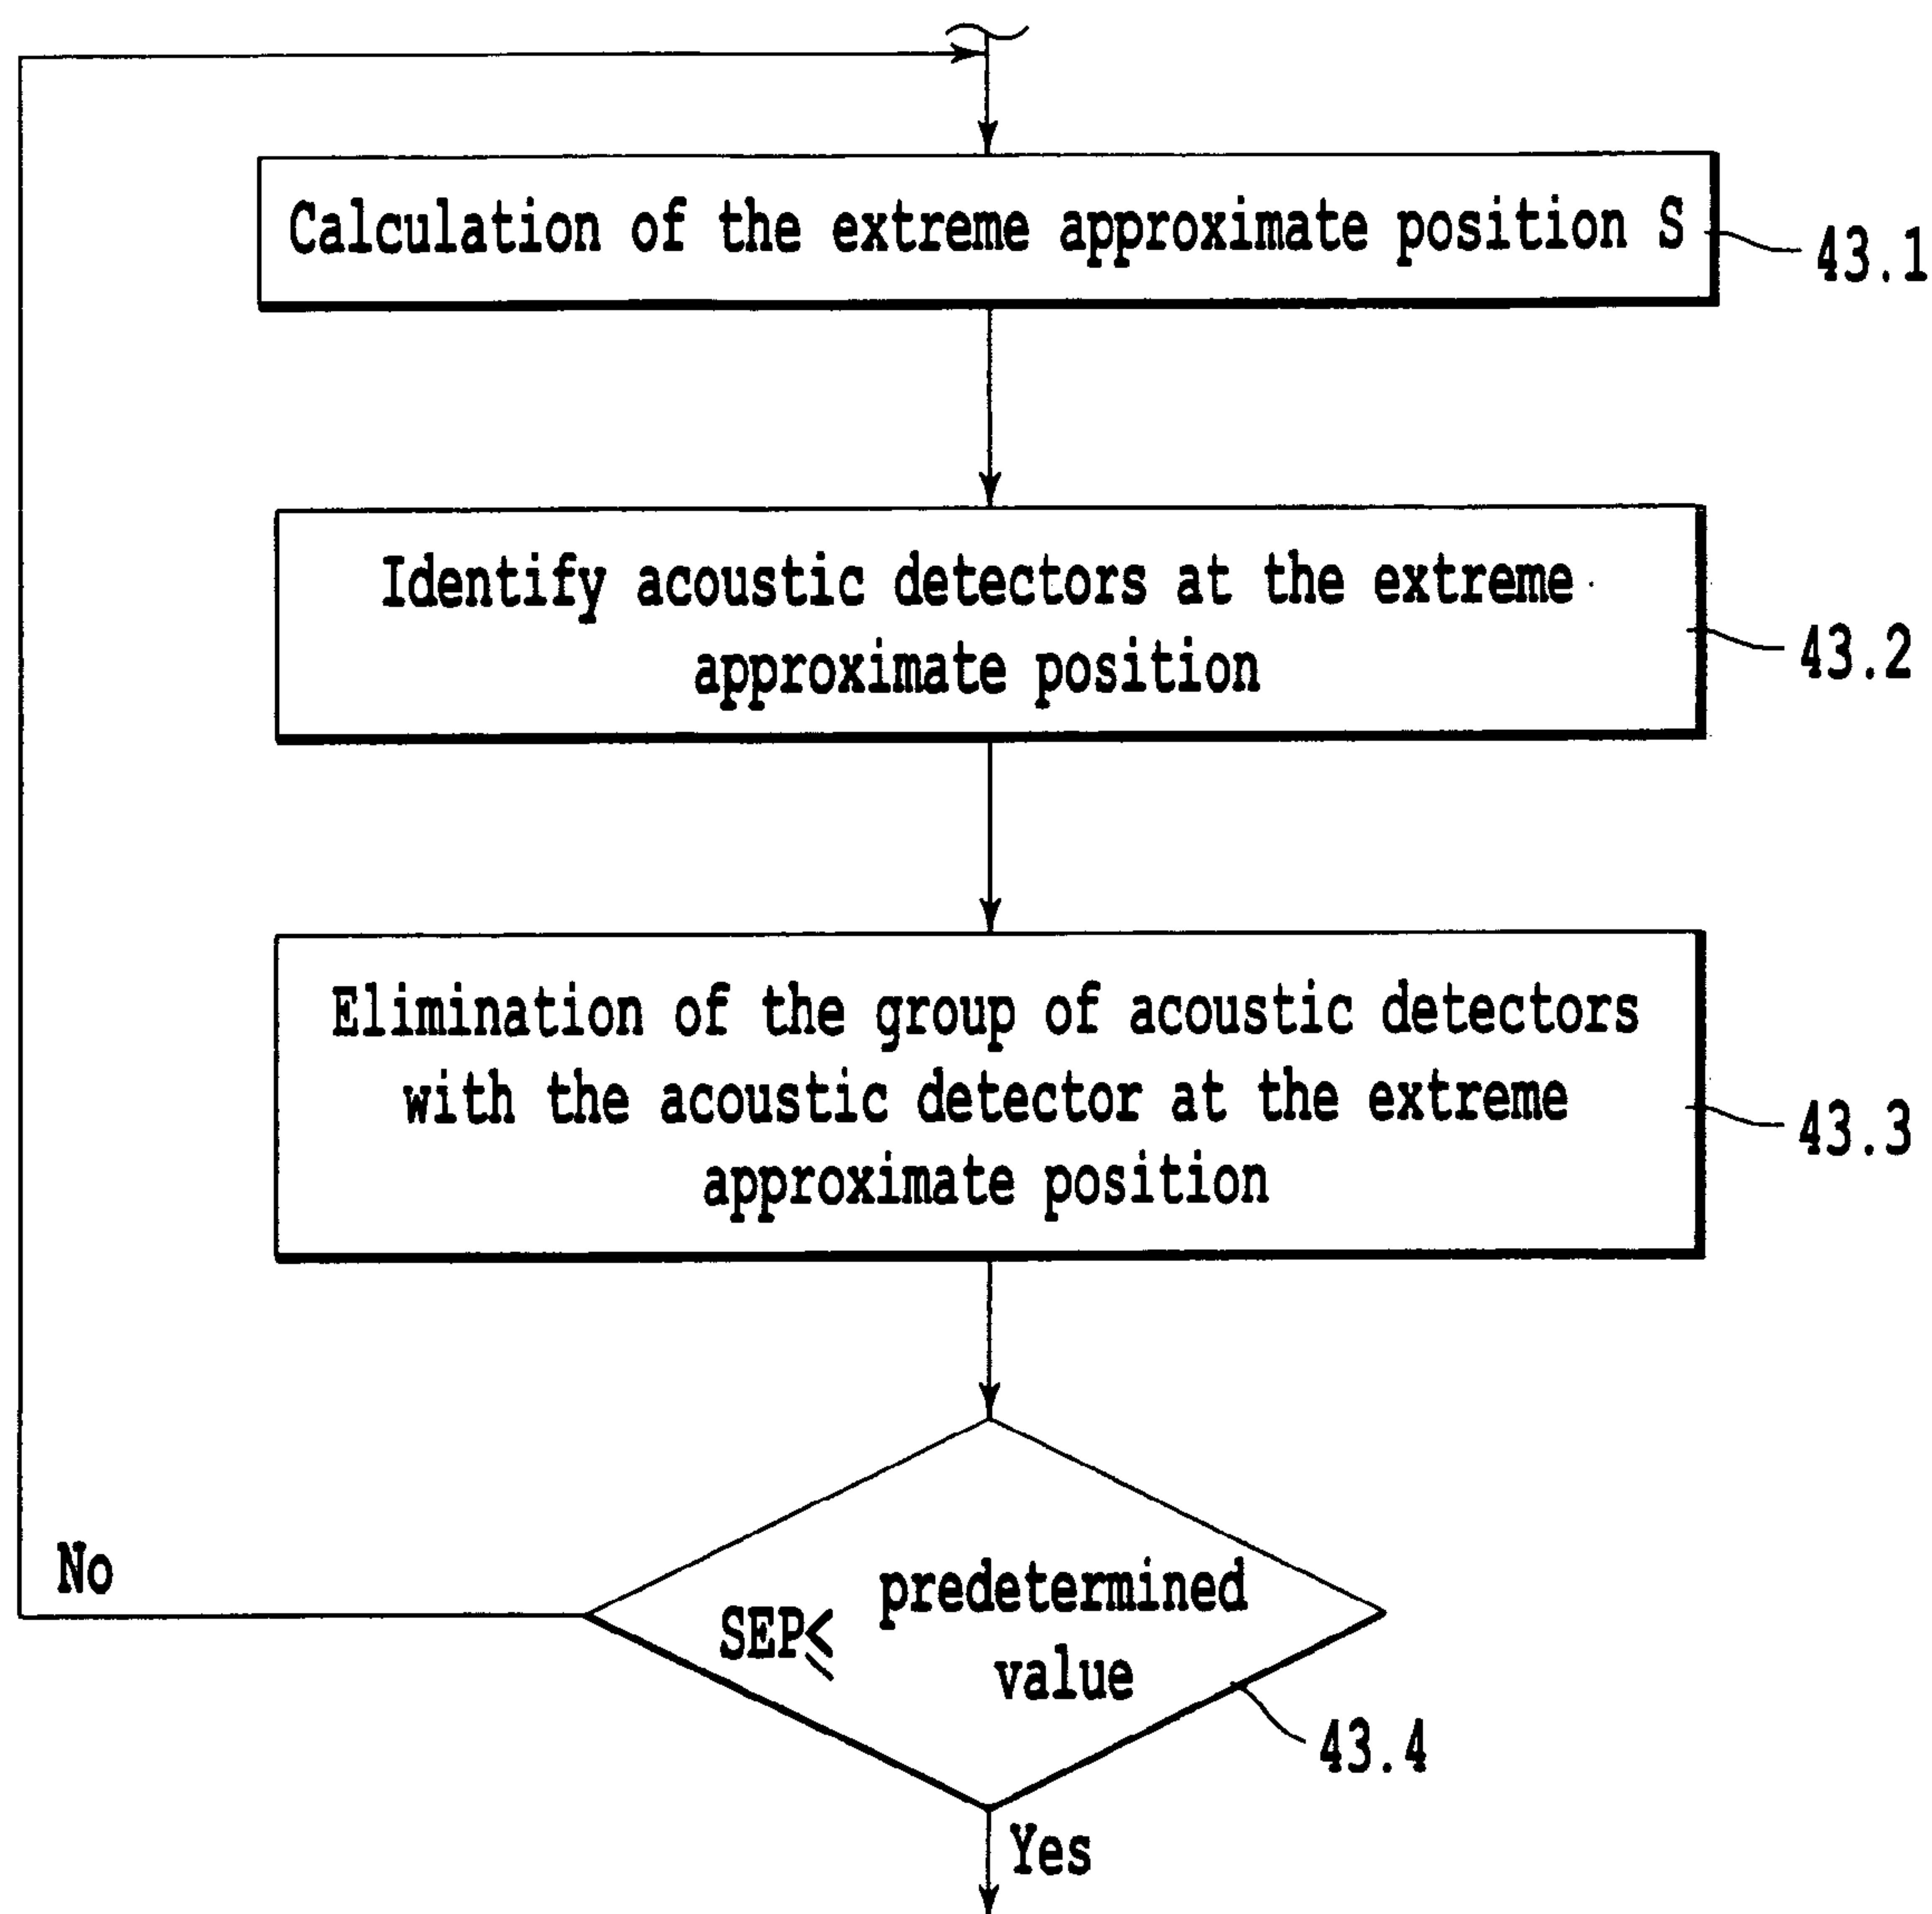 Calculation of the extreme approximate position S
43.1
Identify acoustic detectors at the extreme
approximate position
43.2
Elimination of the group of acoustic detectors
with the acoustic detector at the extreme
approximate position
43.3
No
predetermined
SEP⩽
value
43.4
Yes